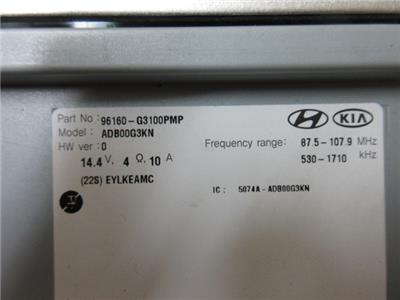 Part No : 96160-G3100PMP
Model : ADB00G3KN
HW ver : 0
14.4 V, 4 Ω, 10 A
(22S) EYLKEAMC
HYUNDAI KIA
Frequency range: 87.5-107.9 MHz
530-1710 kHz
IC : 5074A-ADB00G3KN